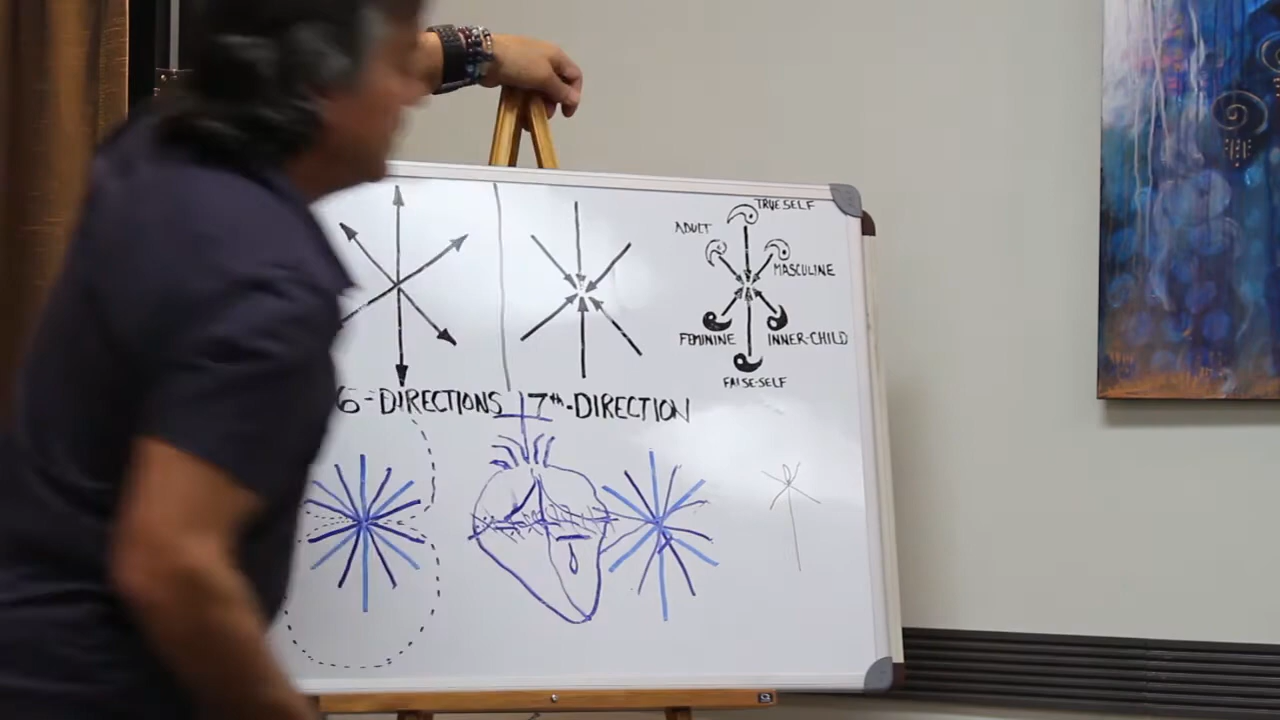 TRUE SELF
ADULT
MASCULINE
FEMININE INNER-CHILD
FALSE-SELF
6-DIRECTIONS 7th-DIRECTION